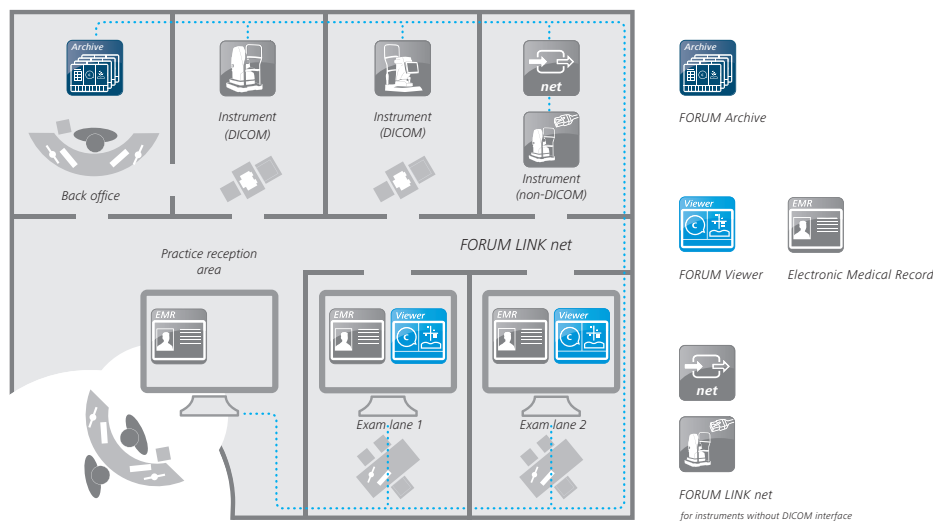 Archive
net
Instrument
(DICOM)
Instrument
(DICOM)
Instrument
(non-DICOM)
Back office
Practice reception
area
FORUM LINK net
EMR
EMR
Viewer
C
EMR
Viewer
C
Exam lane 1
Exam lane 2
Archive
FORUM Archive
Viewer
C
EMR
FORUM Viewer
Electronic Medical Record
net
FORUM LINK net
for instruments without DICOM interface